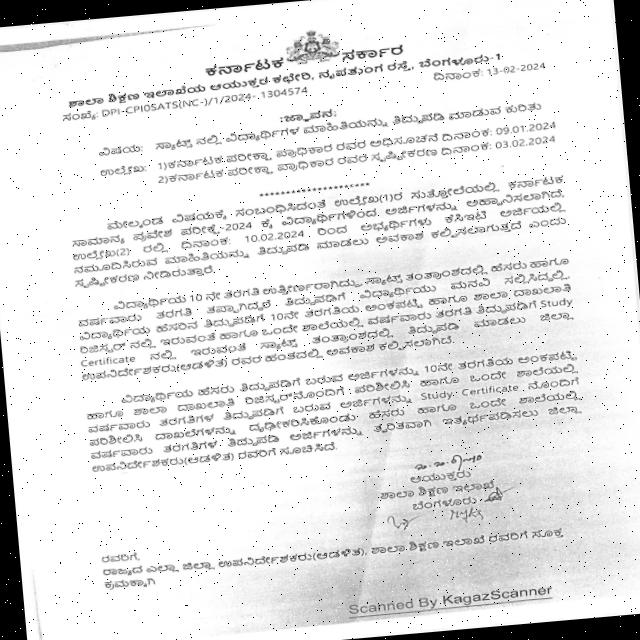 ಕರ್ನಾಟಕ ಸರ್ಕಾರ
ಶಾಲಾ ಶಿಕ್ಷಣ ಇಲಾಖೆಯ ಆಯುಕ್ತರ ಕಛೇರಿ, ನೃಪತುಂಗ ರಸ್ತೆ, ಬೆಂಗಳೂರು-1
ಸಂಖ್ಯೆ: DPI-CPI0SATS(NC-)/1/2024-,1304574 ದಿನಾಂಕ: 13-02-2024
:ಜ್ಞಾಪನ:
ವಿಷಯ: ಸ್ಯಾಟ್ಸ್ ನಲ್ಲಿ ವಿದ್ಯಾರ್ಥಿಗಳ ಮಾಹಿತಿಯನ್ನು ತಿದ್ದುಪಡಿ ಮಾಡುವ ಕುರಿತು
ಉಲ್ಲೇಖ: 1)ಕರ್ನಾಟಕ ಪರೀಕ್ಷಾ ಪ್ರಾಧಿಕಾರ ರವರ ಅಧಿಸೂಚನೆ ದಿನಾಂಕ: 09.01.2024
2)ಕರ್ನಾಟಕ ಪರೀಕ್ಷಾ ಪ್ರಾಧಿಕಾರ ರವರ ಸ್ಪಷ್ಟೀಕರಣ ದಿನಾಂಕ: 03.02.2024
********************
ಮೇಲ್ಕಂಡ ವಿಷಯಕ್ಕೆ ಸಂಬಂಧಿಸಿದಂತೆ ಉಲ್ಲೇಖ(1)ರ ಸುತ್ತೋಲೆಯಲ್ಲಿ ಕರ್ನಾಟಕ
ಸಾಮಾನ್ಯ ಪ್ರವೇಶ ಪರೀಕ್ಷೆ-2024 ಕ್ಕೆ ವಿದ್ಯಾರ್ಥಿಗಳಿಂದ ಅರ್ಜಿಗಳನ್ನು ಆಹ್ವಾನಿಸಲಾಗಿದೆ.
ಉಲ್ಲೇಖ(2) ರಲ್ಲಿ ದಿನಾಂಕ: 10.02.2024 ರಿಂದ ಅಭ್ಯರ್ಥಿಗಳು ಕೆಸಿಇಟಿ ಅರ್ಜಿಯಲ್ಲಿ
ನಮೂದಿಸಿರುವ ಮಾಹಿತಿಯನ್ನು ತಿದ್ದುಪಡಿ ಮಾಡಲು ಅವಕಾಶ ಕಲ್ಪಿಸಲಾಗುತ್ತದೆ ಎಂದು
ಸ್ಪಷ್ಟೀಕರಣ ನೀಡಿರುತ್ತಾರೆ.
ವಿದ್ಯಾರ್ಥಿಯು 10 ನೇ ತರಗತಿ ಉತ್ತೀರ್ಣರಾಗಿದ್ದು, ಸ್ಯಾಟ್ಸ್ ತಂತ್ರಾಂಶದಲ್ಲಿ ಹೆಸರು ಹಾಗೂ
ವರ್ಷವಾರು ತರಗತಿ ತಪ್ಪಾಗಿದ್ದಲ್ಲಿ ತಿದ್ದುಪಡಿಗೆ ವಿದ್ಯಾರ್ಥಿಯು ಮನವಿ ಸಲ್ಲಿಸಿದ್ದಲ್ಲಿ,
ವಿದ್ಯಾರ್ಥಿಯ ಹೆಸರಿನ ತಿದ್ದುಪಡಿಗೆ 10ನೇ ತರಗತಿಯ ಅಂಕಪಟ್ಟಿ ಹಾಗೂ ಶಾಲಾ ದಾಖಲಾತಿ
ರಿಜಿಸ್ಟರ್ ನಲ್ಲಿ ಇರುವಂತೆ ಹಾಗೂ ಒಂದೇ ಶಾಲೆಯಲ್ಲಿ ವರ್ಷವಾರು ತರಗತಿ ತಿದ್ದುಪಡಿಗೆ Study
Certificate ನಲ್ಲಿ ಇರುವಂತೆ ಸ್ಯಾಟ್ಸ್ ತಂತ್ರಾಂಶದಲ್ಲಿ ತಿದ್ದುಪಡಿ ಮಾಡಲು ಜಿಲ್ಲಾ
ಉಪನಿರ್ದೇಶಕರು(ಆಡಳಿತ) ರವರ ಹಂತದಲ್ಲಿ ಅವಕಾಶ ಕಲ್ಪಿಸಲಾಗಿದೆ.
ವಿದ್ಯಾರ್ಥಿಯ ಹೆಸರು ತಿದ್ದುಪಡಿಗೆ ಬರುವ ಅರ್ಜಿಗಳನ್ನು 10ನೇ ತರಗತಿಯ ಅಂಕಪಟ್ಟಿ
ಹಾಗೂ ಶಾಲಾ ದಾಖಲಾತಿ ರಿಜಿಸ್ಟರ್‌ನೊಂದಿಗೆ ಪರಿಶೀಲಿಸಿ ಹಾಗೂ ಒಂದೇ ಶಾಲೆಯಲ್ಲಿ
ವರ್ಷವಾರು ತರಗತಿಗಳ ತಿದ್ದುಪಡಿಗೆ ಬರುವ ಅರ್ಜಿಗಳನ್ನು Study Certificate ನೊಂದಿಗೆ
ಪರಿಶೀಲಿಸಿ ದಾಖಲೆಗಳನ್ನು ದೃಢೀಕರಿಸಿಕೊಂಡು ಹೆಸರು ಹಾಗೂ ಒಂದೇ ಶಾಲೆಯಲ್ಲಿ
ವರ್ಷವಾರು ತರಗತಿಗಳ ತಿದ್ದುಪಡಿ ಅರ್ಜಿಗಳನ್ನು ತ್ವರಿತವಾಗಿ ಇತ್ಯರ್ಥಪಡಿಸಲು ಜಿಲ್ಲಾ
ಉಪನಿರ್ದೇಶಕರು(ಆಡಳಿತ) ರವರಿಗೆ ಸೂಚಿಸಿದೆ.
ಆಯುಕ್ತರು
ಶಾಲಾ ಶಿಕ್ಷಣ ಇಲಾಖೆ
ಬೆಂಗಳೂರು
ರವರಿಗೆ,
ರಾಜ್ಯದ ಎಲ್ಲಾ ಜಿಲ್ಲಾ ಉಪನಿರ್ದೇಶಕರು(ಆಡಳಿತ), ಶಾಲಾ ಶಿಕ್ಷಣ ಇಲಾಖೆ ರವರಿಗೆ ಸೂಕ್ತ
ಕ್ರಮಕ್ಕಾಗಿ
Scanned By KagazScanner